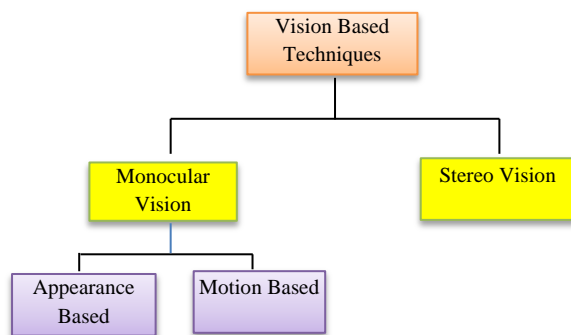 Vision Based
Techniques
Monocular
Vision
Stereo Vision
Appearance
Based
Motion Based